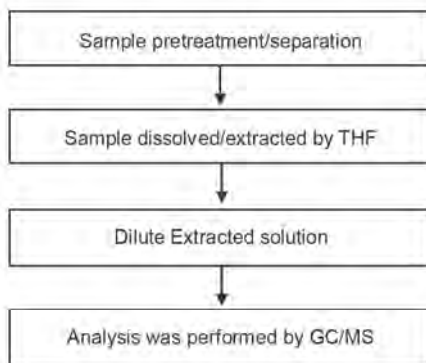 Sample pretreatment/separation
Sample dissolved/extracted by THF
Dilute Extracted solution
Analysis was performed by GC/MS